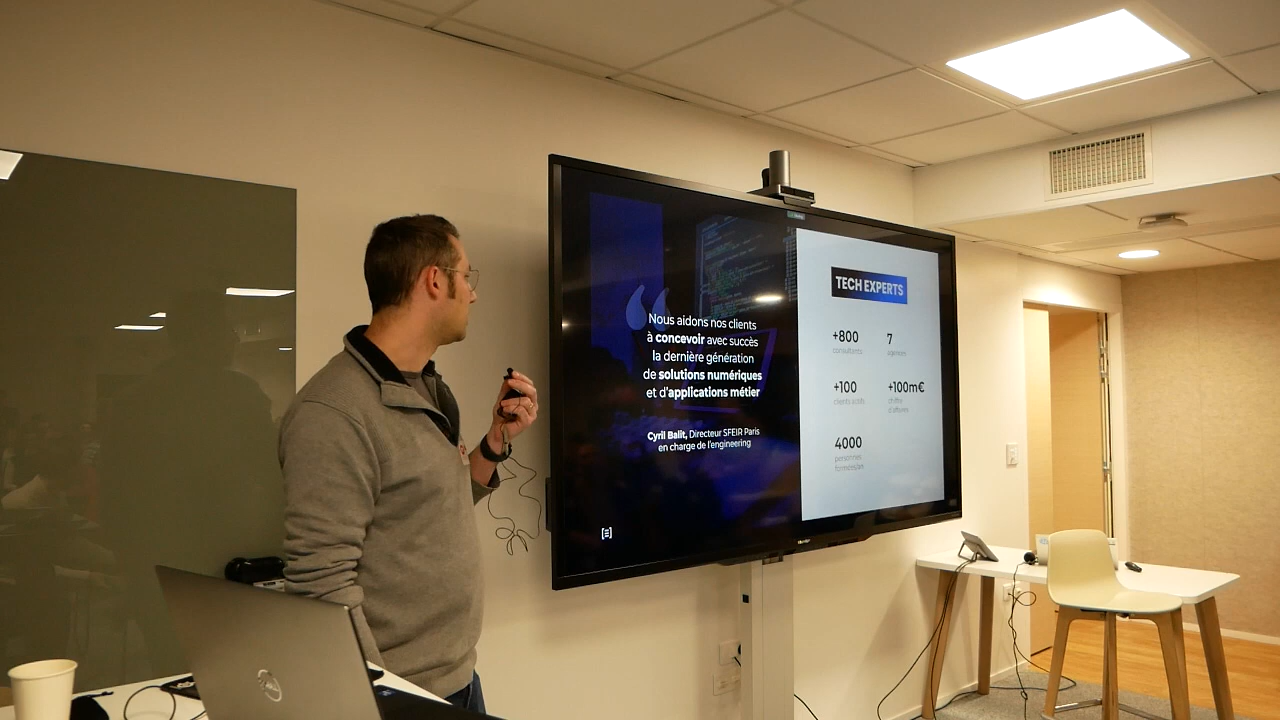 Nous aidons nos clients
à concevoir avec succès
la dernière génération
de solutions numériques
et d'applications métier
Cyril Balit, Directeur SFEIR Paris
en charge de l'engineering
TECH EXPERTS
+800
consultants
7
agences
+100
clients actifs
+100m€
chiffre
d'affaires
4000
personnes
formées/an
DELL